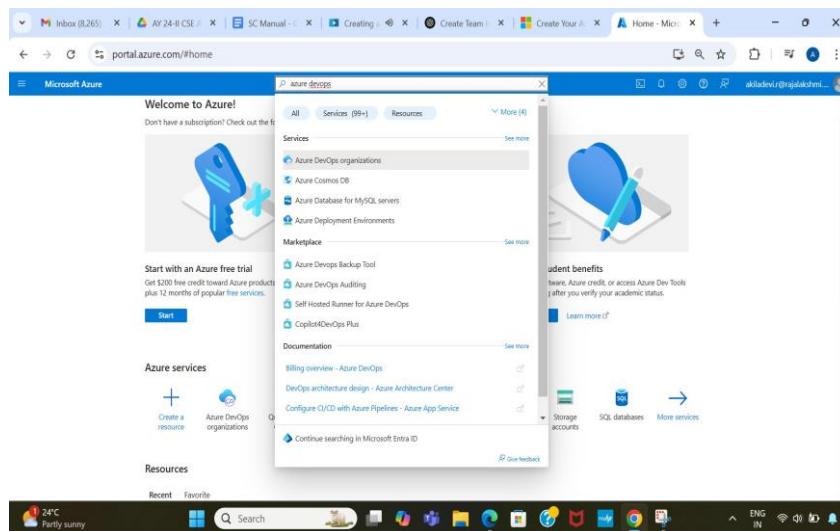 Inbox (8,265)
AY 24-II CSE
SC Manual -
Creating
Create Team
Create Your A
Home - Micro
portal.azure.com/#home
Microsoft Azure
azure devops
akiladevi.r@rajalakshmi....
Welcome to Azure!
Don't have a subscription? Check out the fo
All
Services (99+)
Resources
More (4)
Services
See more
Azure DevOps organizations
Azure Cosmos DB
Azure Database for MySQL servers
Azure Deployment Environments
Marketplace
See more
Azure Devops Backup Tool
Azure DevOps Auditing
Self Hosted Runner for Azure DevOps
Copilot4DevOps Plus
Documentation
See more
Billing overview - Azure DevOps
DevOps architecture design - Azure Architecture Center
Configure CI/CD with Azure Pipelines - Azure App Service
Continue searching in Microsoft Entra ID
Give feedback
Start with an Azure free trial
Get $200 free credit toward Azure products
plus 12 months of popular free services.
Start
udent benefits
tware, Azure credit, or access Azure Dev Tools
g after you verify your academic status.
Learn more
Azure services
Create a
resource
Azure DevOps
organizations
Storage
accounts
SQL databases
More services
Resources
Recent
Favorite
24°C
Partly sunny
Search
ENG
IN